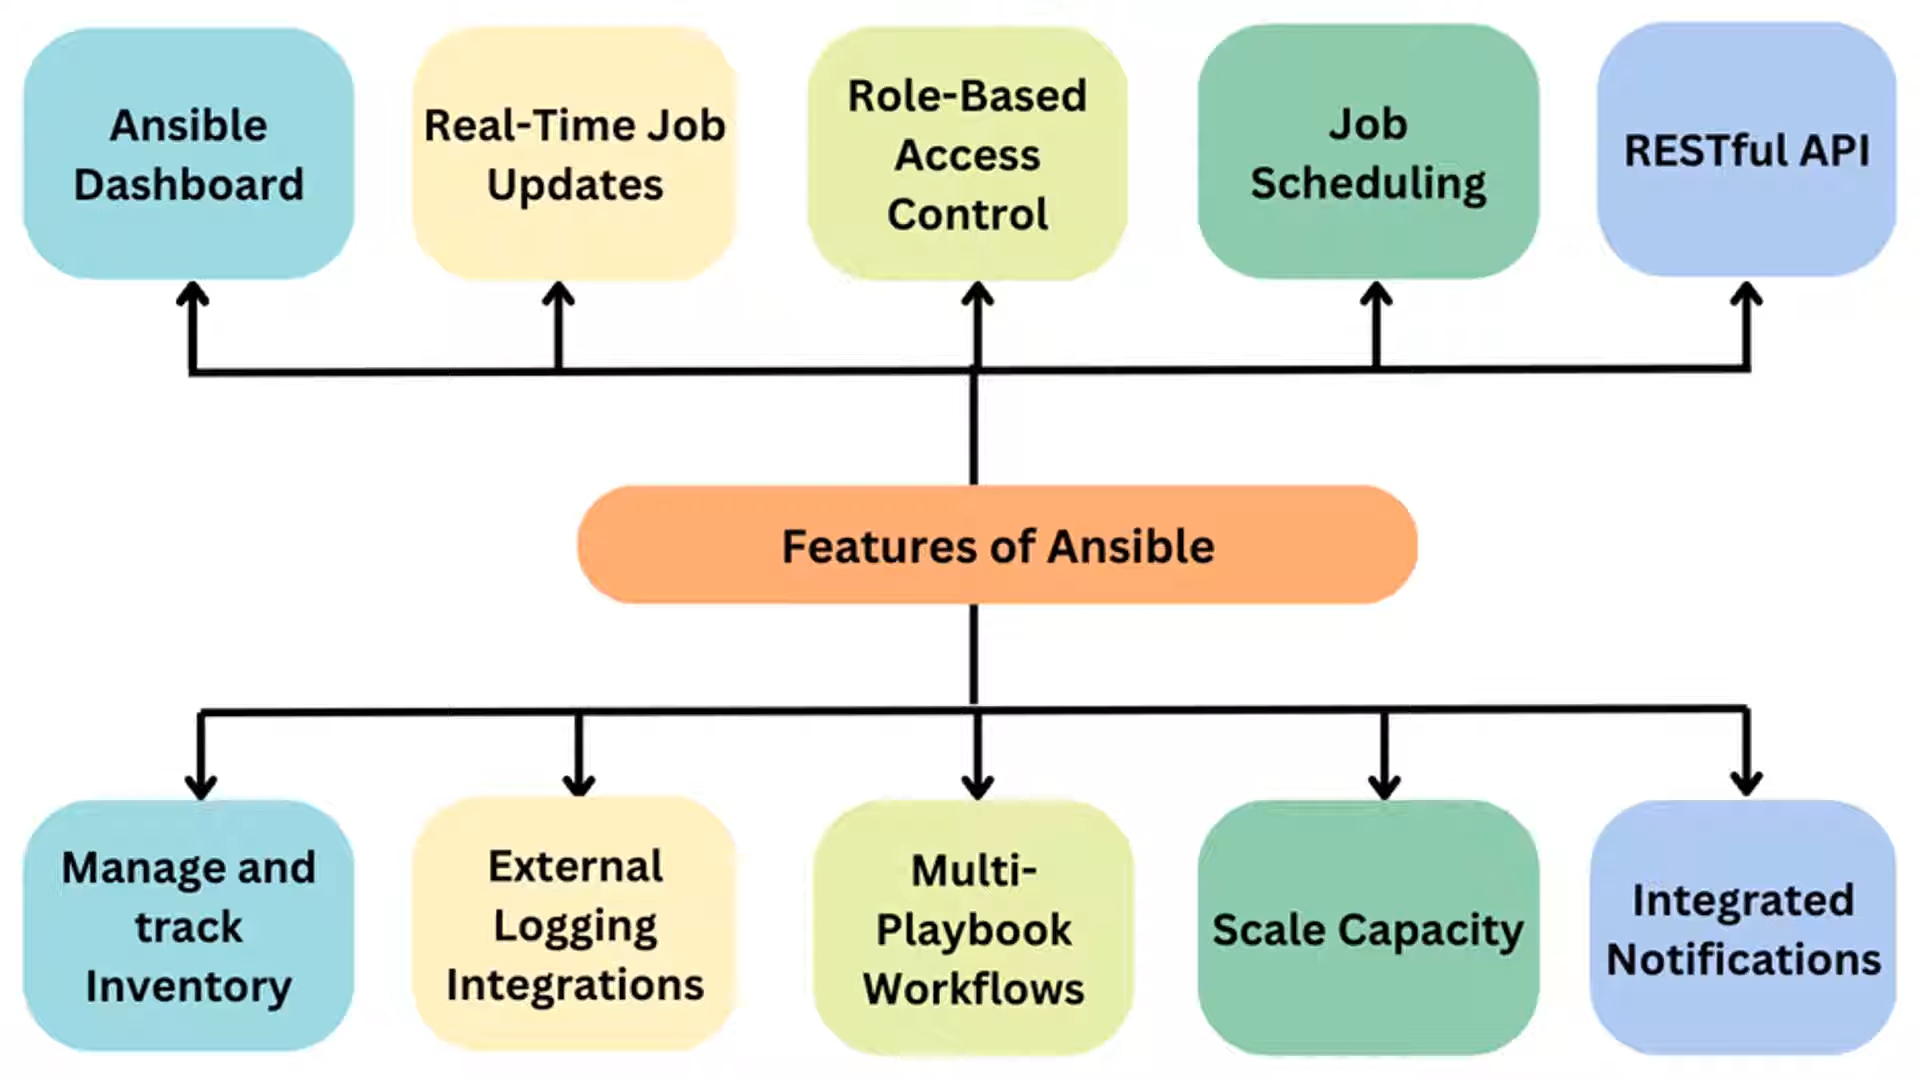 Ansible
Dashboard
Real-Time Job
Updates
Role-Based
Access
Control
Job
Scheduling
RESTful API
Features of Ansible
Manage and
track
Inventory
External
Logging
Integrations
Multi-
Playbook
Workflows
Scale Capacity
Integrated
Notifications